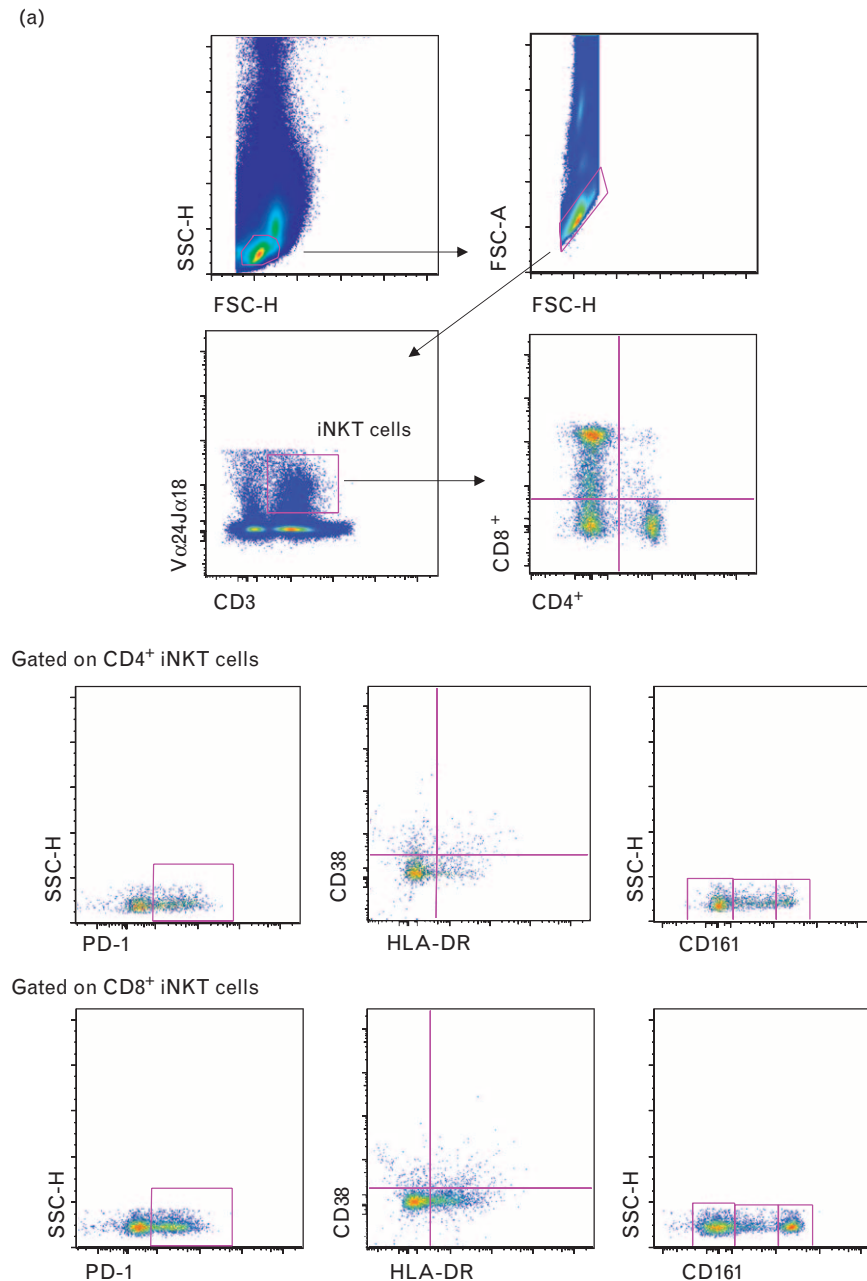 (a)
SSC-H
FSC-H
FSC-A
FSC-H
Vα24Jα18
iNKT cells
CD3
CD8+
CD4+
Gated on CD4+ iNKT cells
SSC-H
PD-1
CD38
HLA-DR
SSC-H
CD161
Gated on CD8+ iNKT cells
SSC-H
PD-1
CD38
HLA-DR
SSC-H
CD161